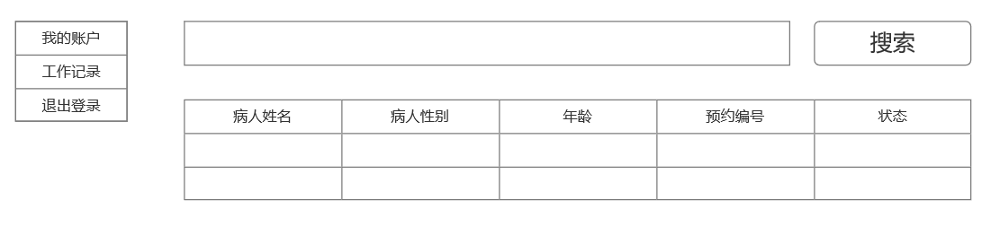 我的账户
工作记录
退出登录
搜索
病人姓名 病人性别 年龄 预约编号 状态